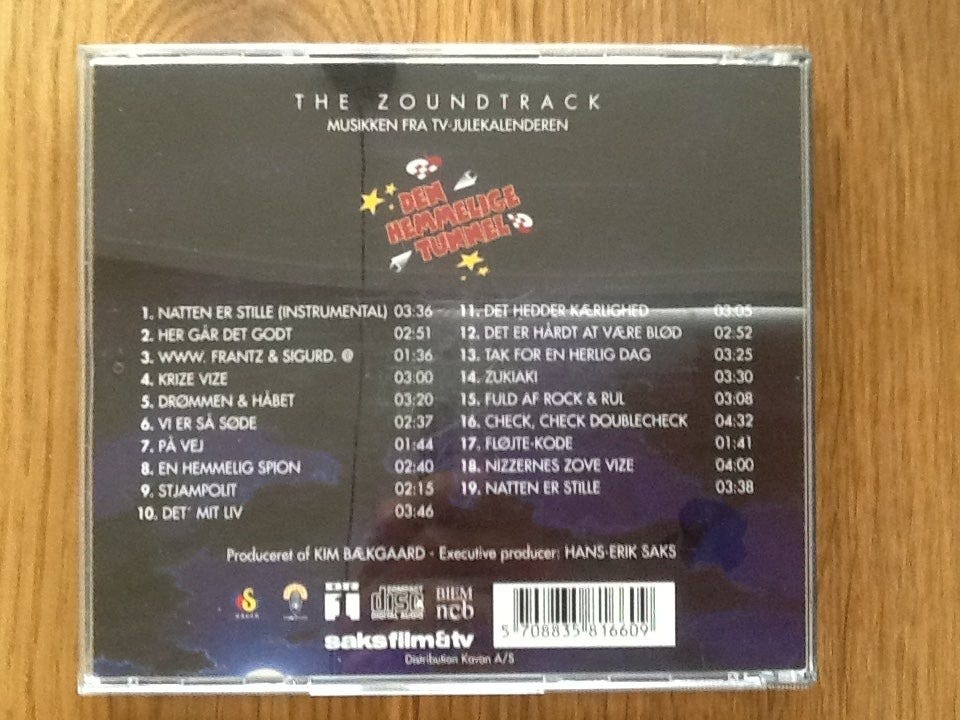 THE ZOUNDTRACK
MUSIKKEN FRA TV-JULEKALENDEREN
DEN
HEMMELIGE
TUNNEL
1. NATTEN ER STILLE (INSTRUMENTAL) 03:36
2. HER GÅR DET GODT 02:51
3. WWW. FRANTZ & SIGURD. @ 01:36
4. KRIZE VIZE 03:00
5. DRØMMEN & HÅBET 03:20
6. VI ER SÅ SØDE 02:37
7. PÅ VEJ 01:44
8. EN HEMMELIG SPION 02:40
9. STJAMPOLIT 02:15
10. DET´ MIT LIV 03:46
11. DET HEDDER KÆRLIGHED 03:05
12. DET ER HÅRDT AT VÆRE BLØD 02:52
13. TAK FOR EN HERLIG DAG 03:25
14. ZUKIAKI 03:30
15. FULD AF ROCK & RUL 03:08
16. CHECK, CHECK DOUBLECHECK 04:32
17. FLØJTE-KODE 01:41
18. NIZZERNES ZOVE VIZE 04:00
19. NATTEN ER STILLE 03:38
Produceret af KIM BÆKGAARD - Executive producer: HANS-ERIK SAKS
DR
COMPACT
disc
DIGITAL AUDIO
BIEM
ncb
5 708835 816609
saksfilm&tv
Distribution Kavan A/S